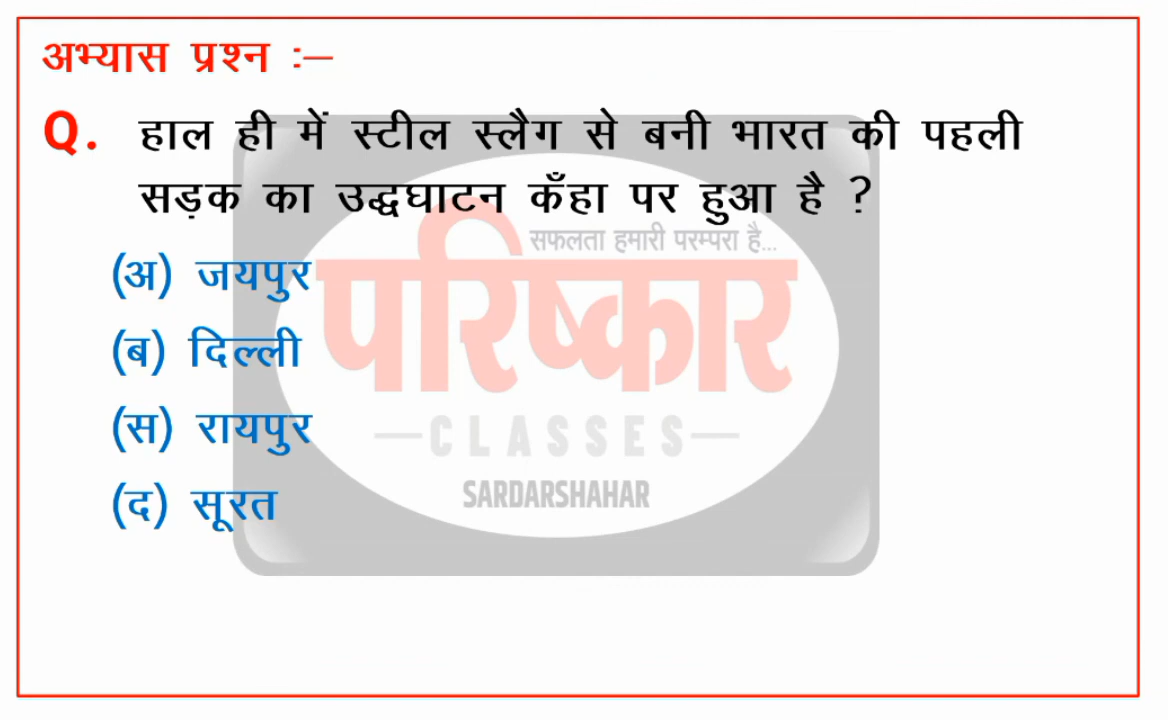 अभ्यास प्रश्न :–
Q. हाल ही में स्टील स्लैग से बनी भारत की पहली
सड़क का उद्धघाटन कँहा पर हुआ है ?
सफलता हमारी परम्परा है...
(अ) जयपुर
परिष्कार
(ब) दिल्ली
(स) रायपुर
—CLASSES—
SARDARSHAHAR
(द) सूरत